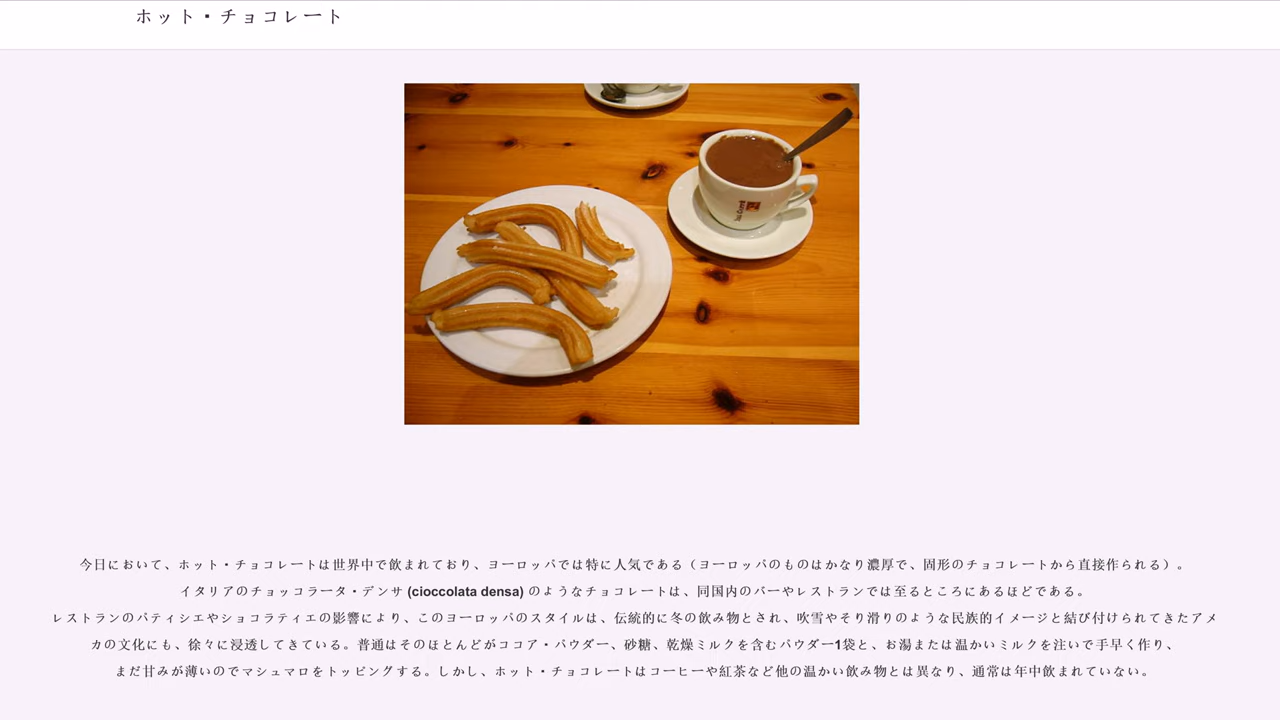 ホット・チョコレート
今日において、ホット・チョコレートは世界中で飲まれており、ヨーロッパでは特に人気である（ヨーロッパのものはかなり濃厚で、固形のチョコレートから直接作られる）。
イタリアのチョッコラータ・デンサ (cioccolata densa) のようなチョコレートは、同国内のバーやレストランでは至るところにあるほどである。
レストランのパティシエやショコラティエの影響により、このヨーロッパのスタイルは、伝統的に冬の飲み物とされ、吹雪やそり滑りのような民族的イメージと結び付けられてきたアメリ
カの文化にも、徐々に浸透してきている。普通はそのほとんどがココア・パウダー、砂糖、乾燥ミルクを含むパウダー1袋と、お湯または温かいミルクを注いで手早く作り、
まだ甘みが薄いのでマシュマロをトッピングする。しかし、ホット・チョコレートはコーヒーや紅茶など他の温かい飲み物とは異なり、通常は年中飲まれていない。